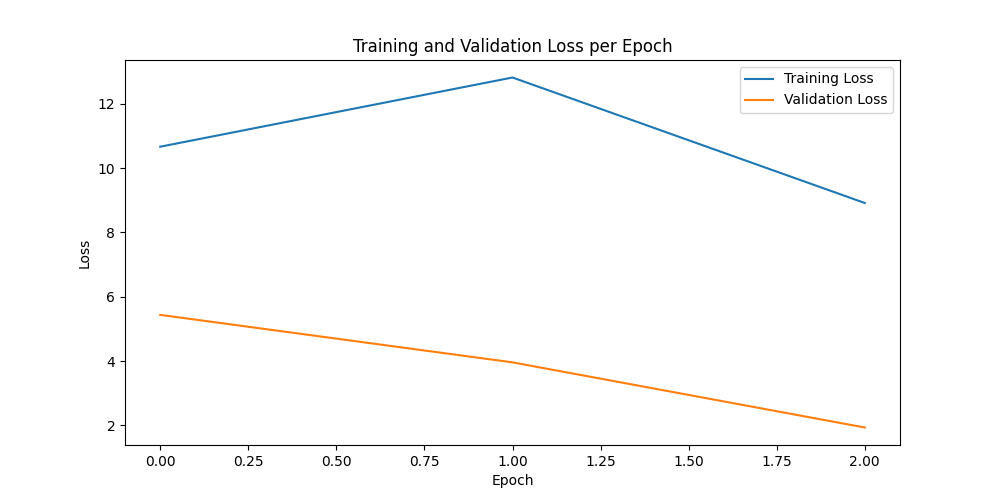 Training and Validation Loss per Epoch
Training Loss
Validation Loss
Loss
12
10
8
6
4
2
0.00 0.25 0.50 0.75 1.00 1.25 1.50 1.75 2.00
Epoch